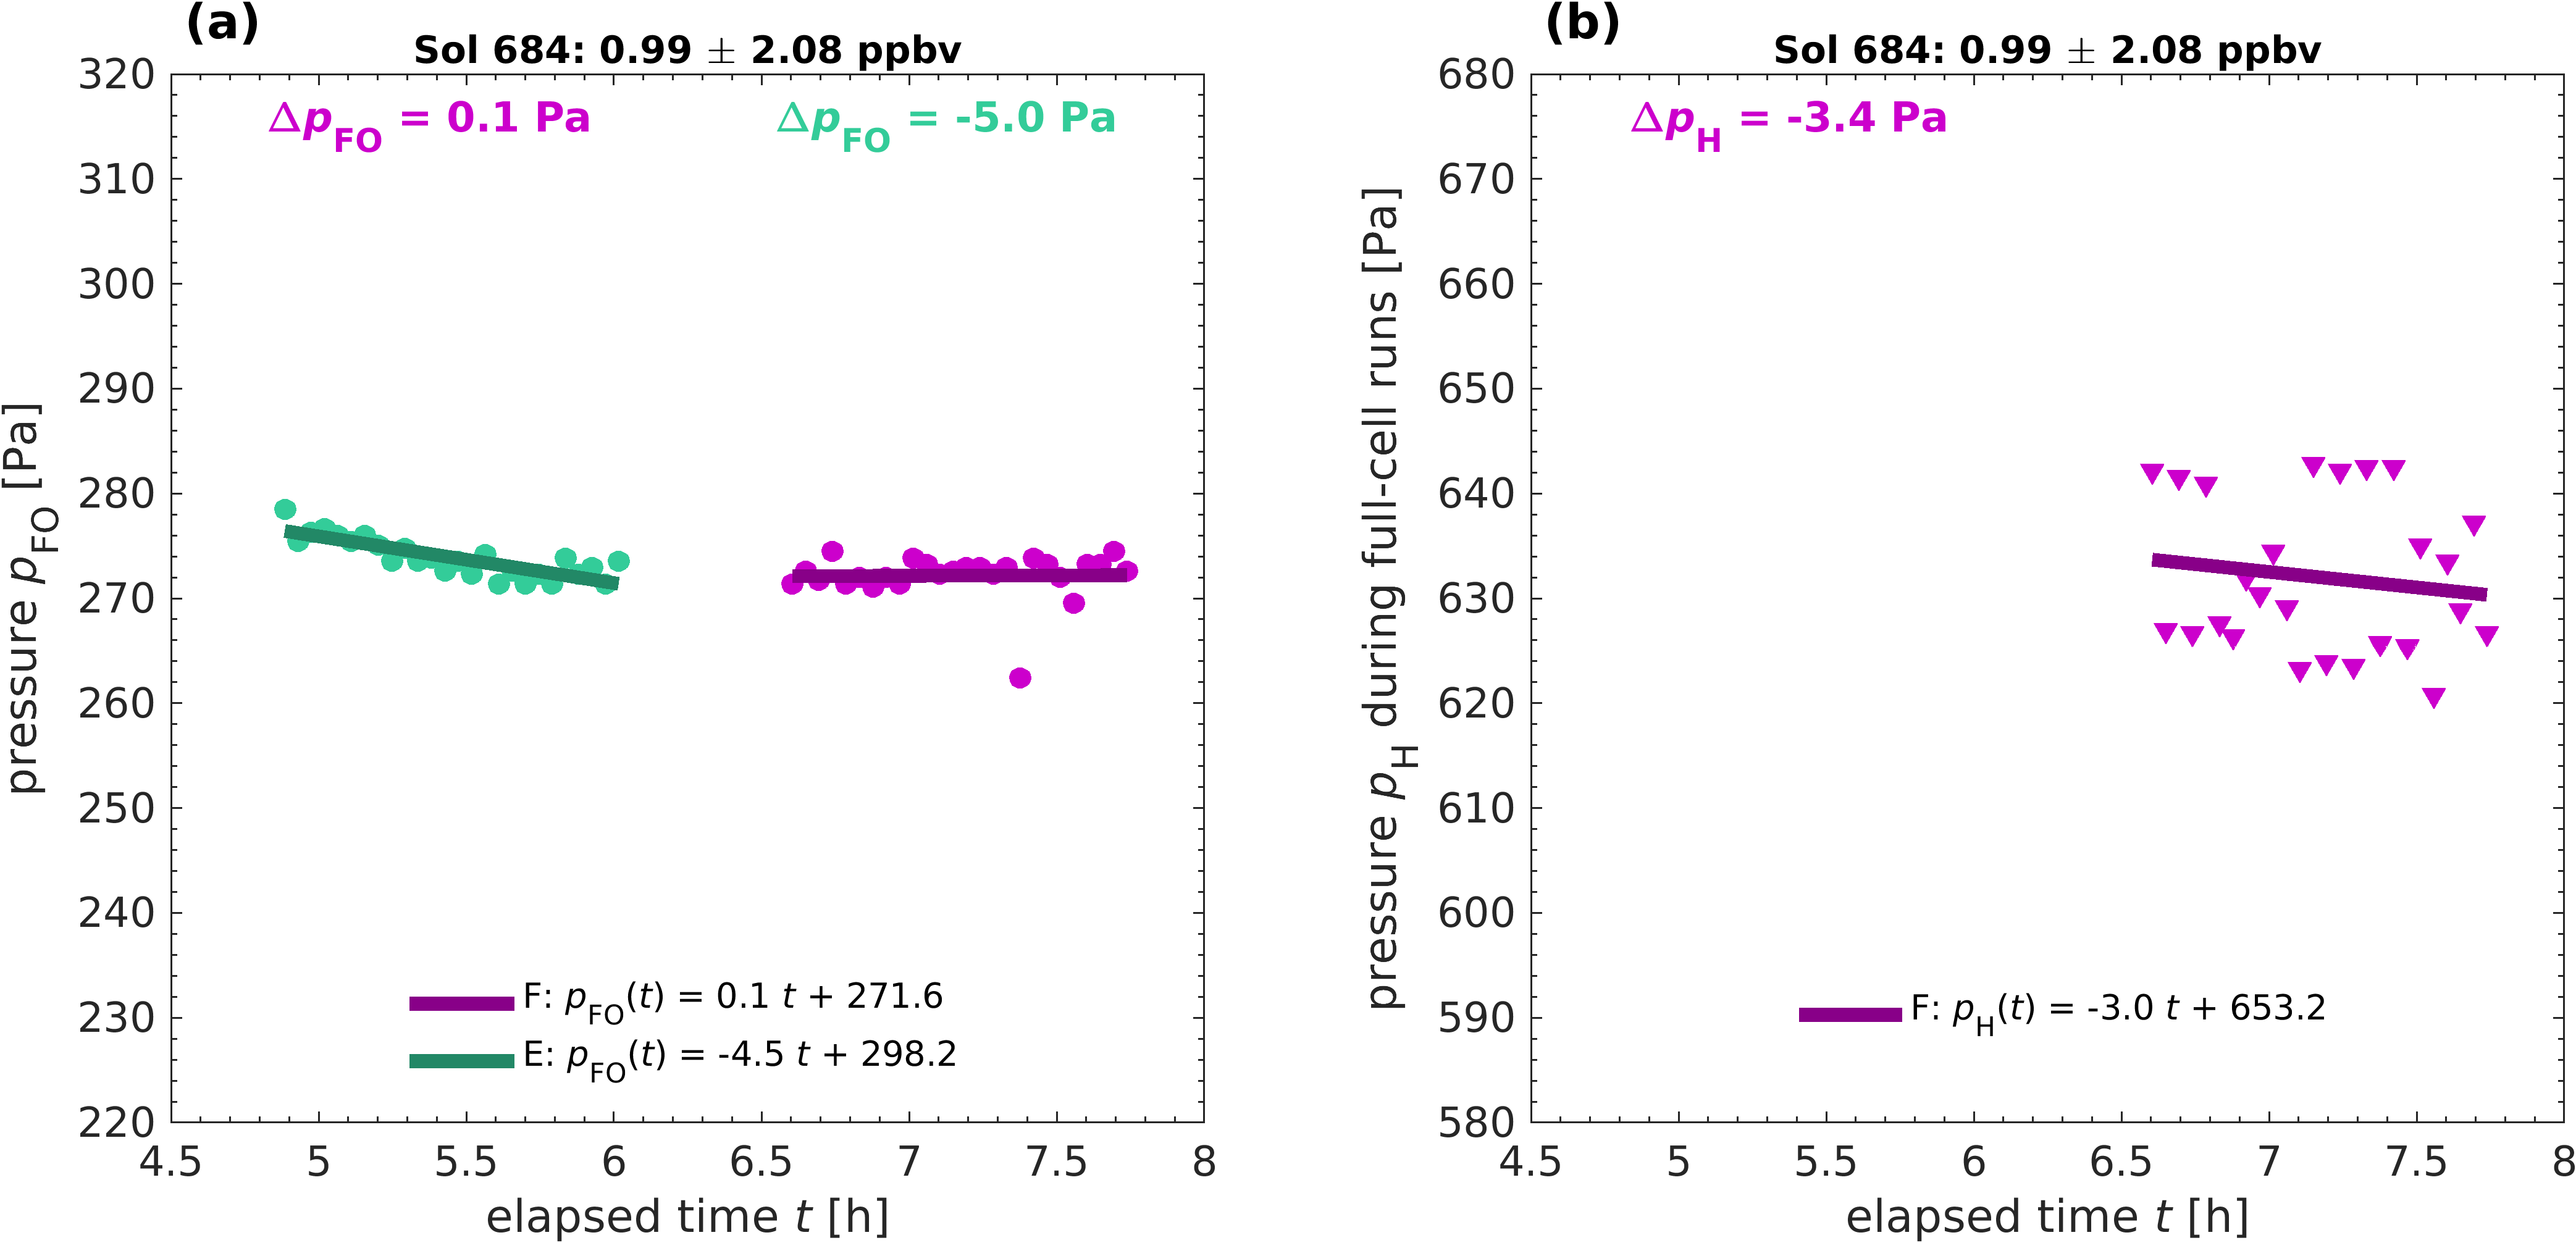 (a)
Sol 684: 0.99 ± 2.08 ppbv
ΔpFO = 0.1 Pa
ΔpFO = -5.0 Pa
320
310
300
290
280
270
260
250
240
230
220
pressure pFO [Pa]
F: pFO(t) = 0.1 t + 271.6
E: pFO(t) = -4.5 t + 298.2
4.5 5 5.5 6 6.5 7 7.5 8
elapsed time t [h]
(b)
Sol 684: 0.99 ± 2.08 ppbv
ΔpH = -3.4 Pa
680
670
660
650
640
630
620
610
600
590
580
pressure pH during full-cell runs [Pa]
F: pH(t) = -3.0 t + 653.2
4.5 5 5.5 6 6.5 7 7.5 8
elapsed time t [h]